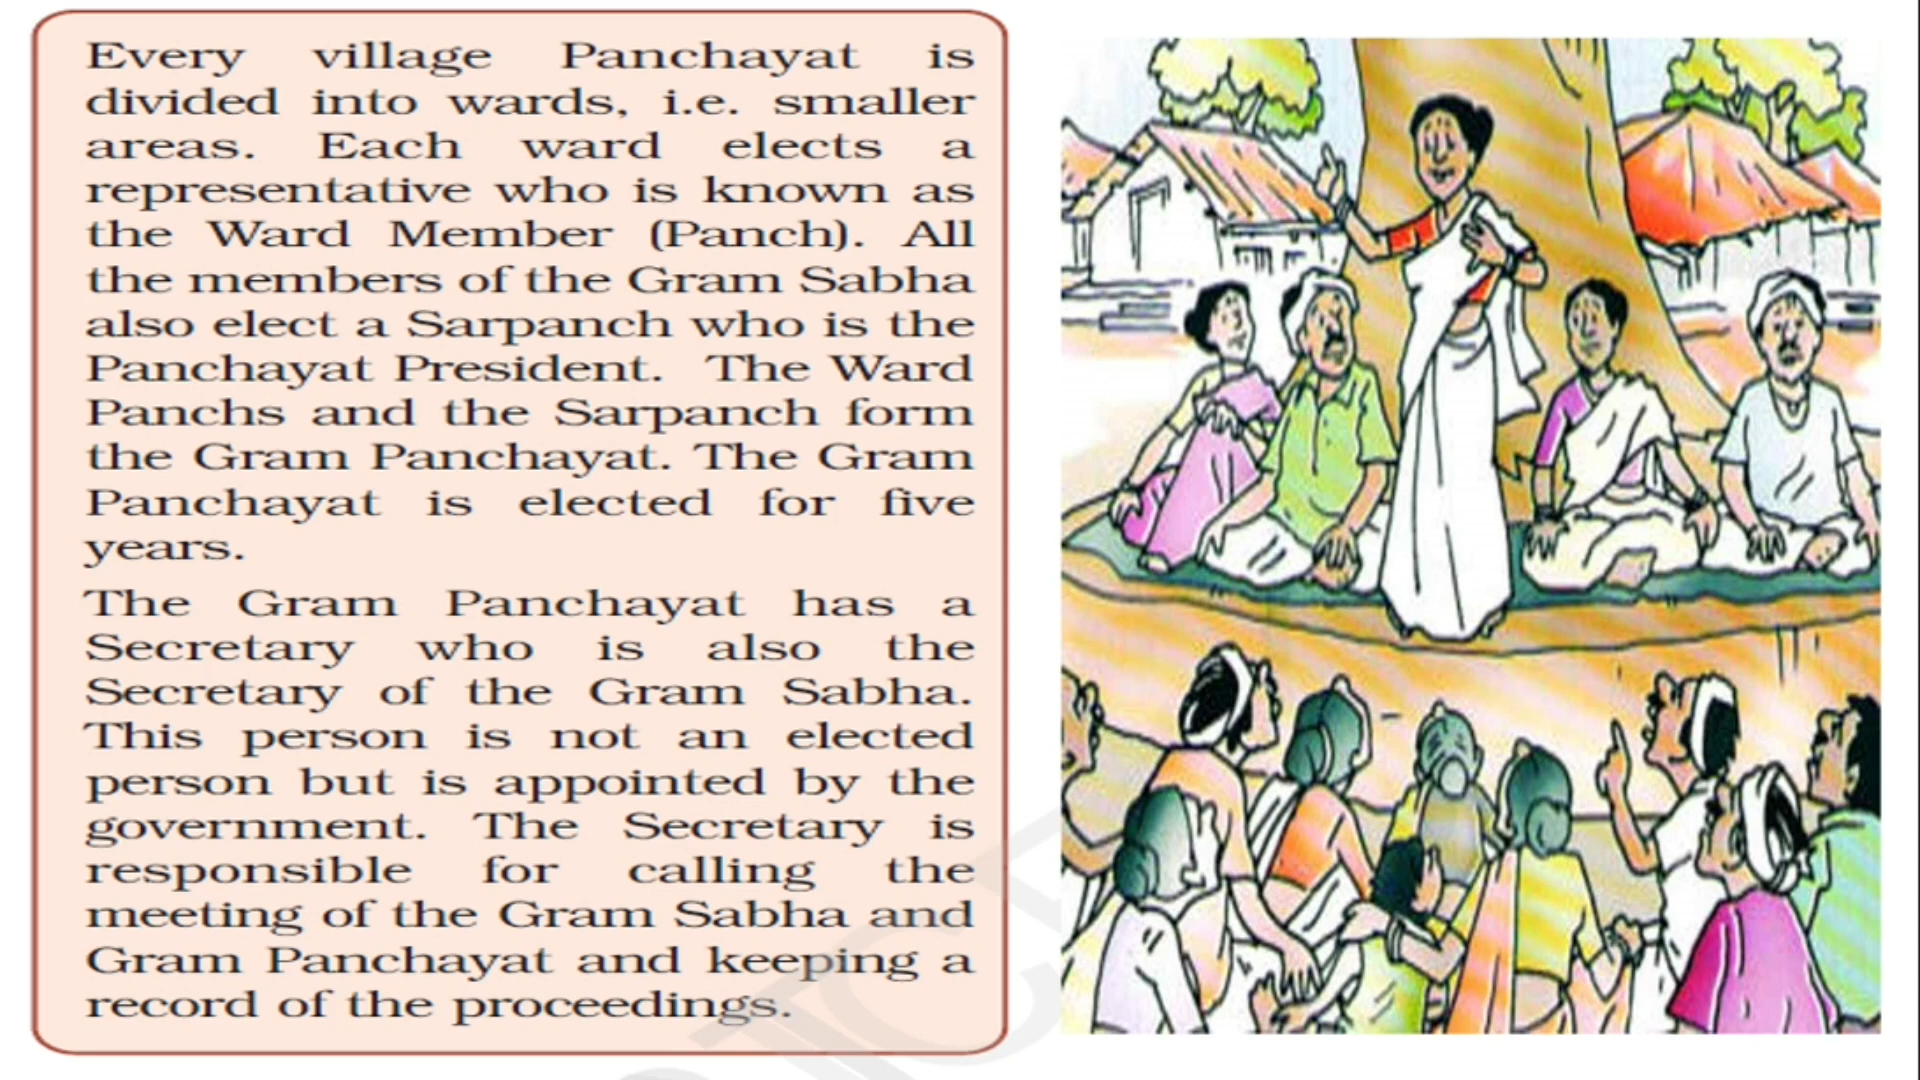 Every village Panchayat is
divided into wards, i.e. smaller
areas. Each ward elects a
representative who is known as
the Ward Member (Panch). All
the members of the Gram Sabha
also elect a Sarpanch who is the
Panchayat President. The Ward
Panchs and the Sarpanch form
the Gram Panchayat. The Gram
Panchayat is elected for five
years.
The Gram Panchayat has a
Secretary who is also the
Secretary of the Gram Sabha.
This person is not an elected
person but is appointed by the
government. The Secretary is
responsible for calling the
meeting of the Gram Sabha and
Gram Panchayat and keeping a
record of the proceedings.